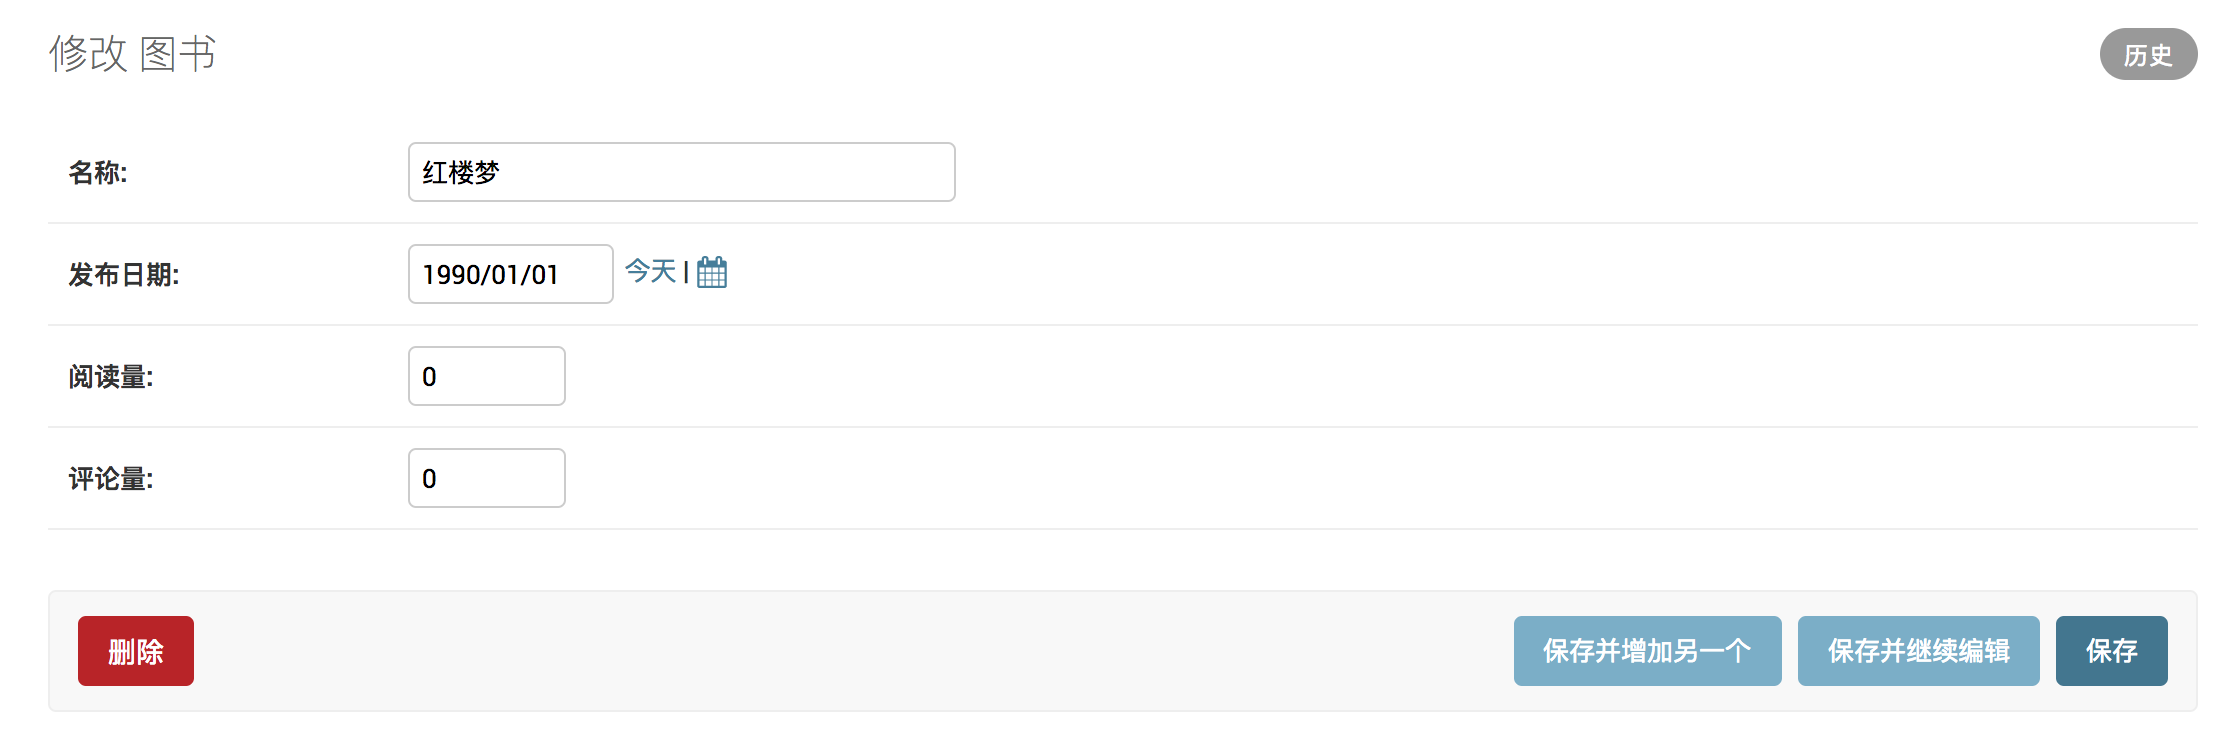 修改 图书
历史
名称: 红楼梦
发布日期: 1990/01/01 今天 |
阅读量: 0
评论量: 0
删除 保存并增加另一个 保存并继续编辑 保存